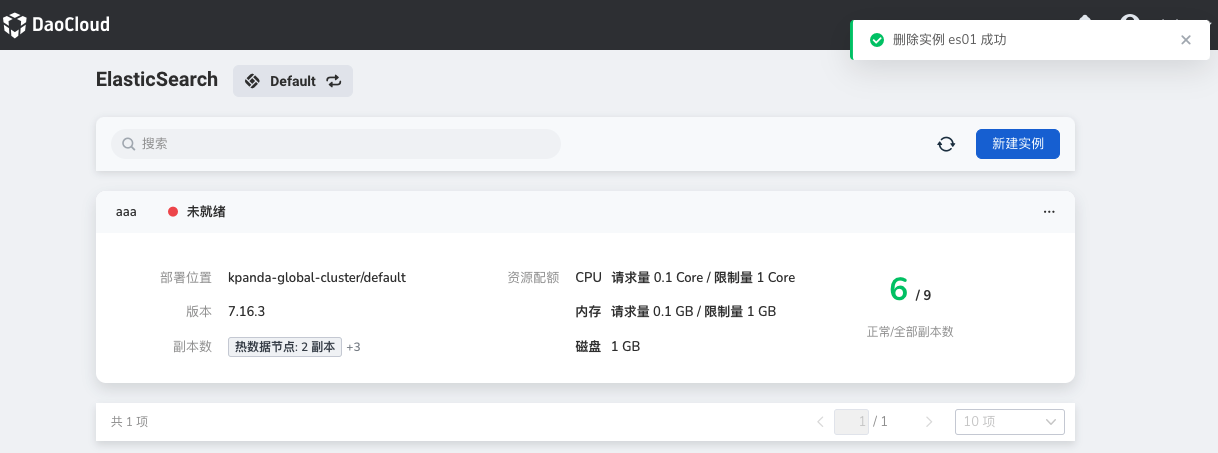 DaoCloud
删除实例 es01 成功
ElasticSearch
Default
搜索
新建实例
aaa
未就绪
部署位置 kpanda-global-cluster/default
资源配额 CPU 请求量 0.1 Core / 限制量 1 Core
版本 7.16.3
内存 请求量 0.1 GB / 限制量 1 GB
副本数 热数据节点: 2 副本 +3
磁盘 1 GB
6 / 9
正常/全部副本数
共 1 项
1 / 1
10 项